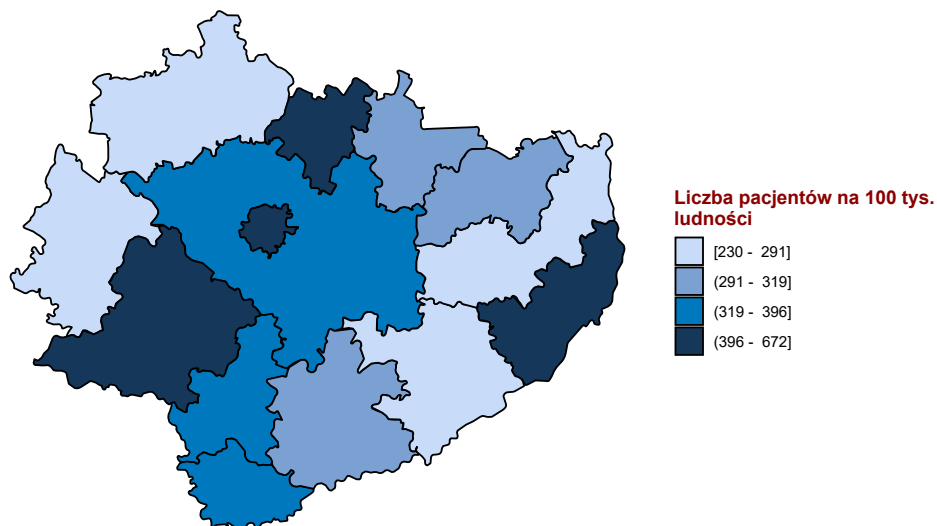 Liczba pacjentów na 100 tys.
ludności
[230 - 291]
(291 - 319]
(319 - 396]
(396 - 672]